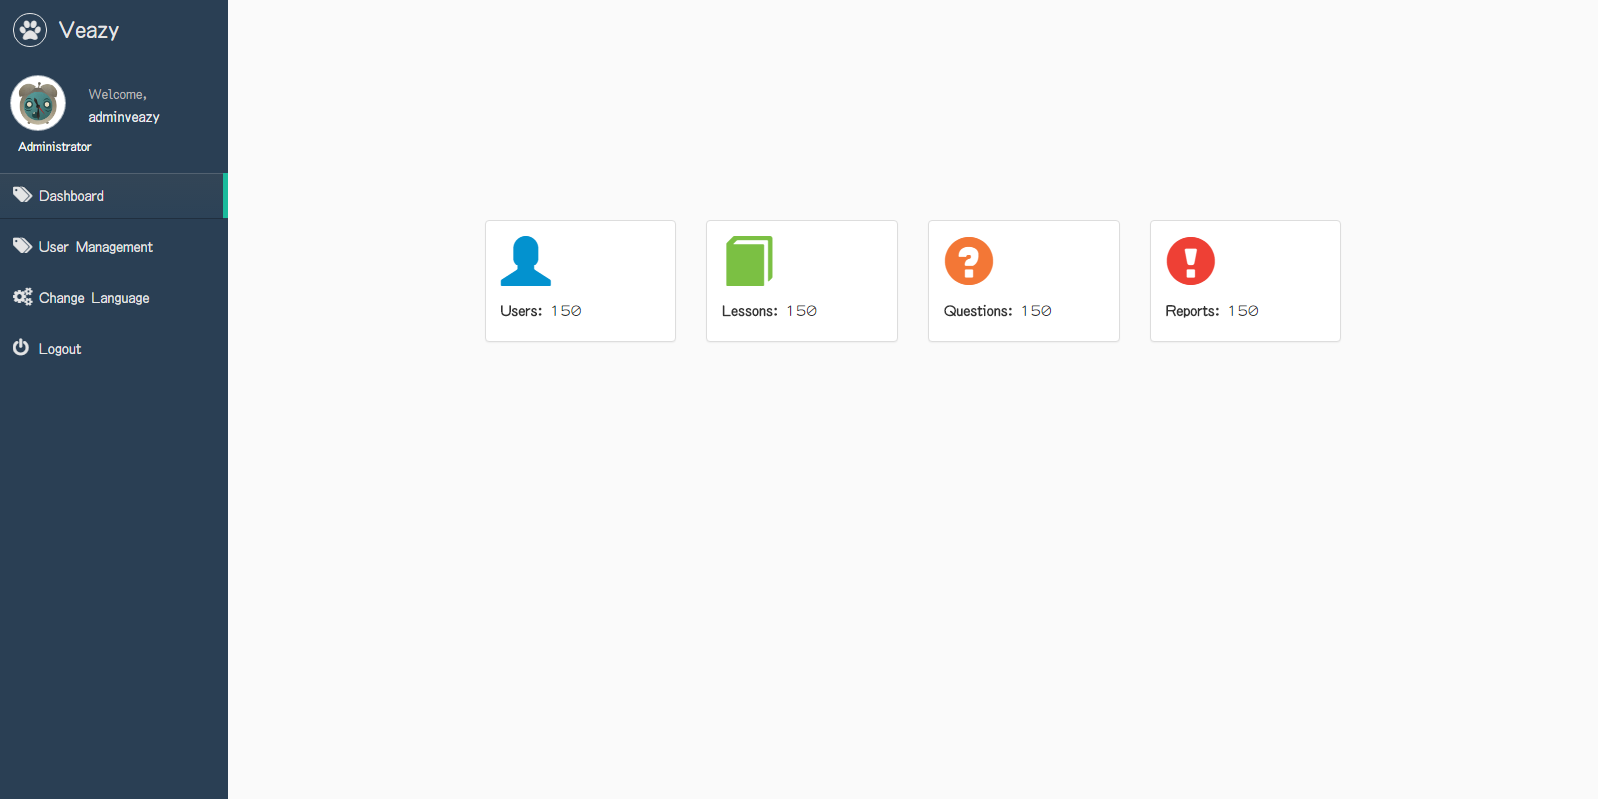 Veazy
Welcome,
adminveazy
Administrator
Dashboard
User Management
Change Language
Logout
Users: 150
Lessons: 150
Questions: 150
Reports: 150